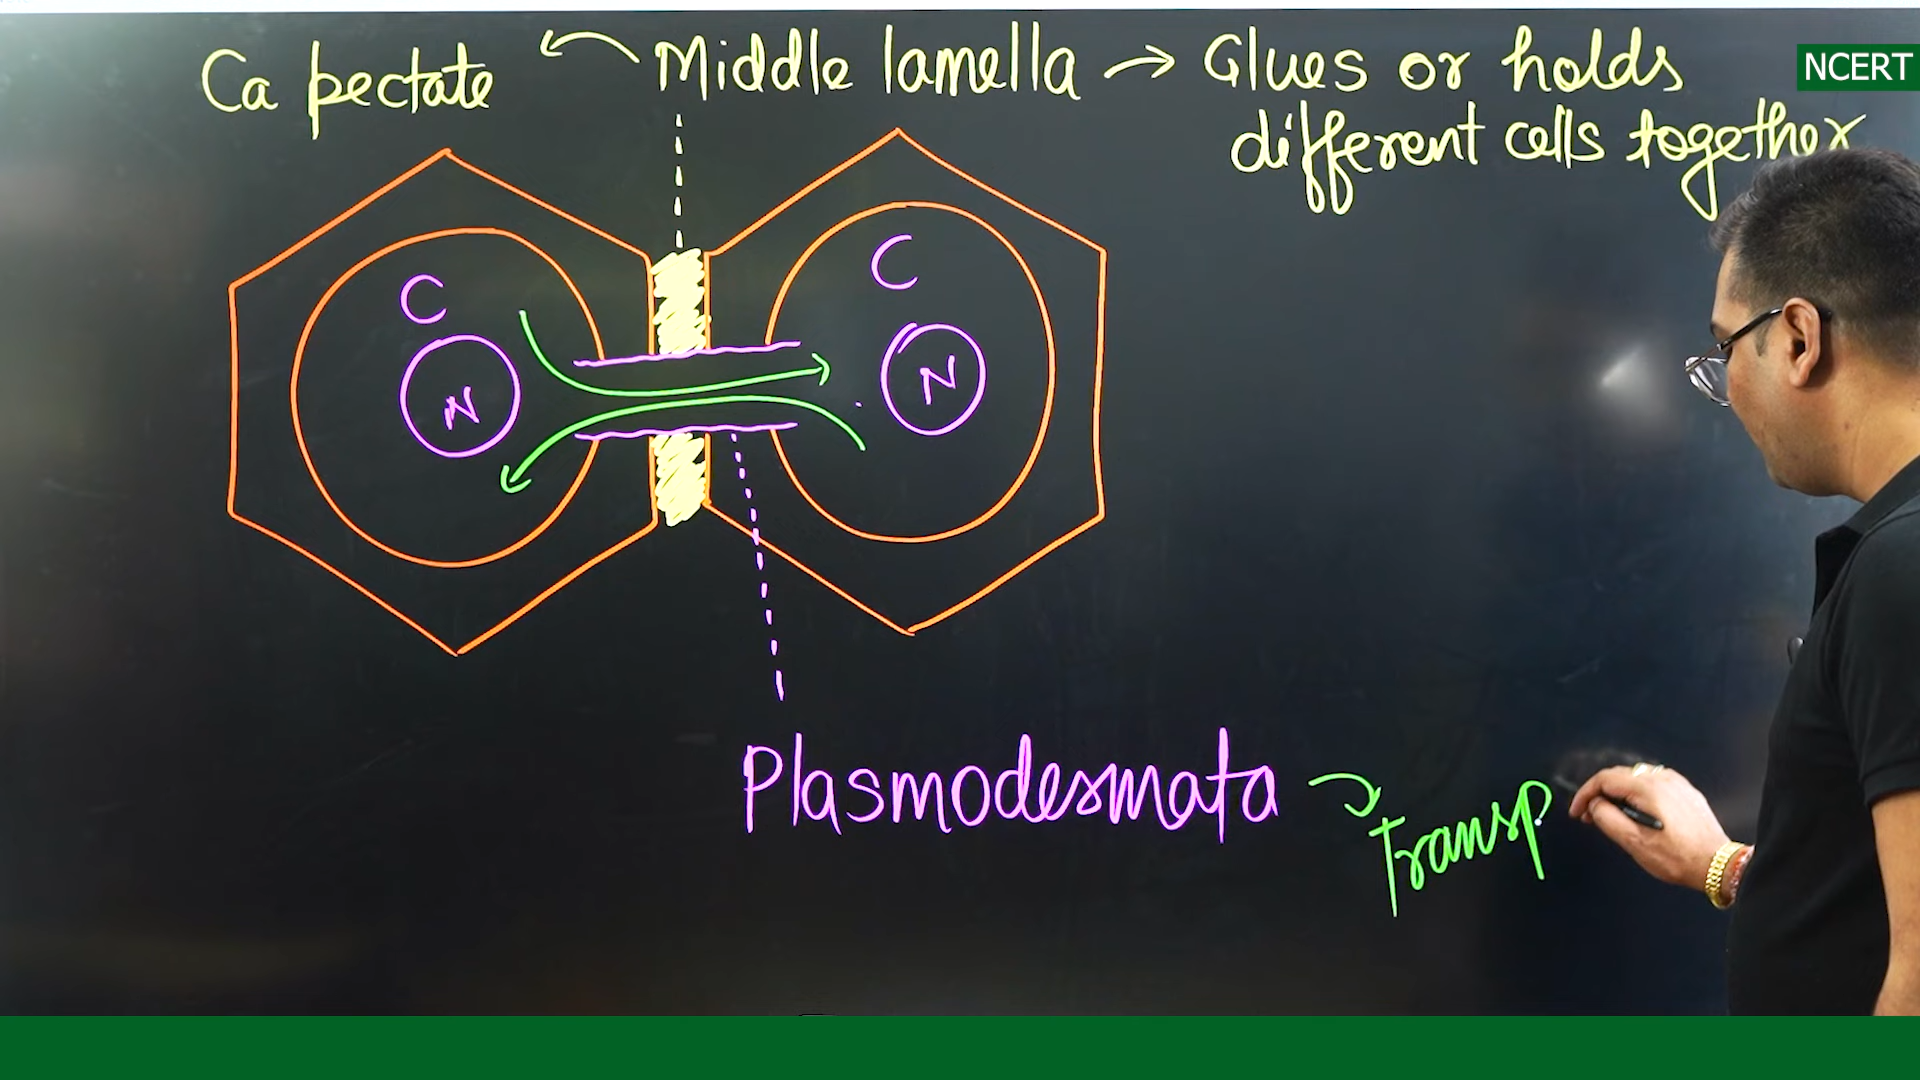 Ca pectate Middle lamella Glues or holds
NCERT
different cells together
C C
N N
Plasmodesmata
Transp